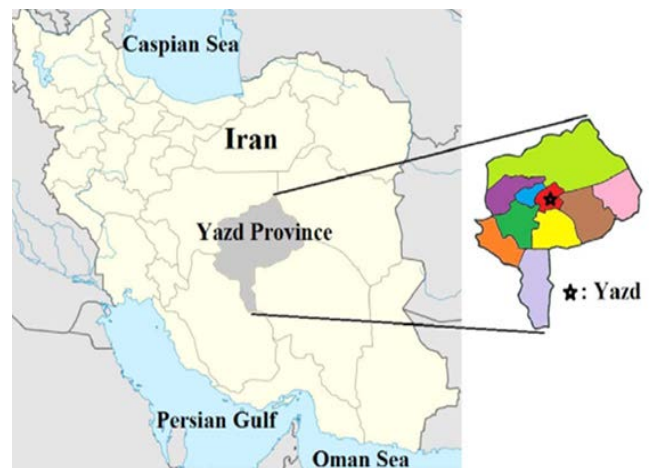 Caspian Sea
Iran
Yazd Province
☆: Yazd
Persian Gulf
Oman Sea